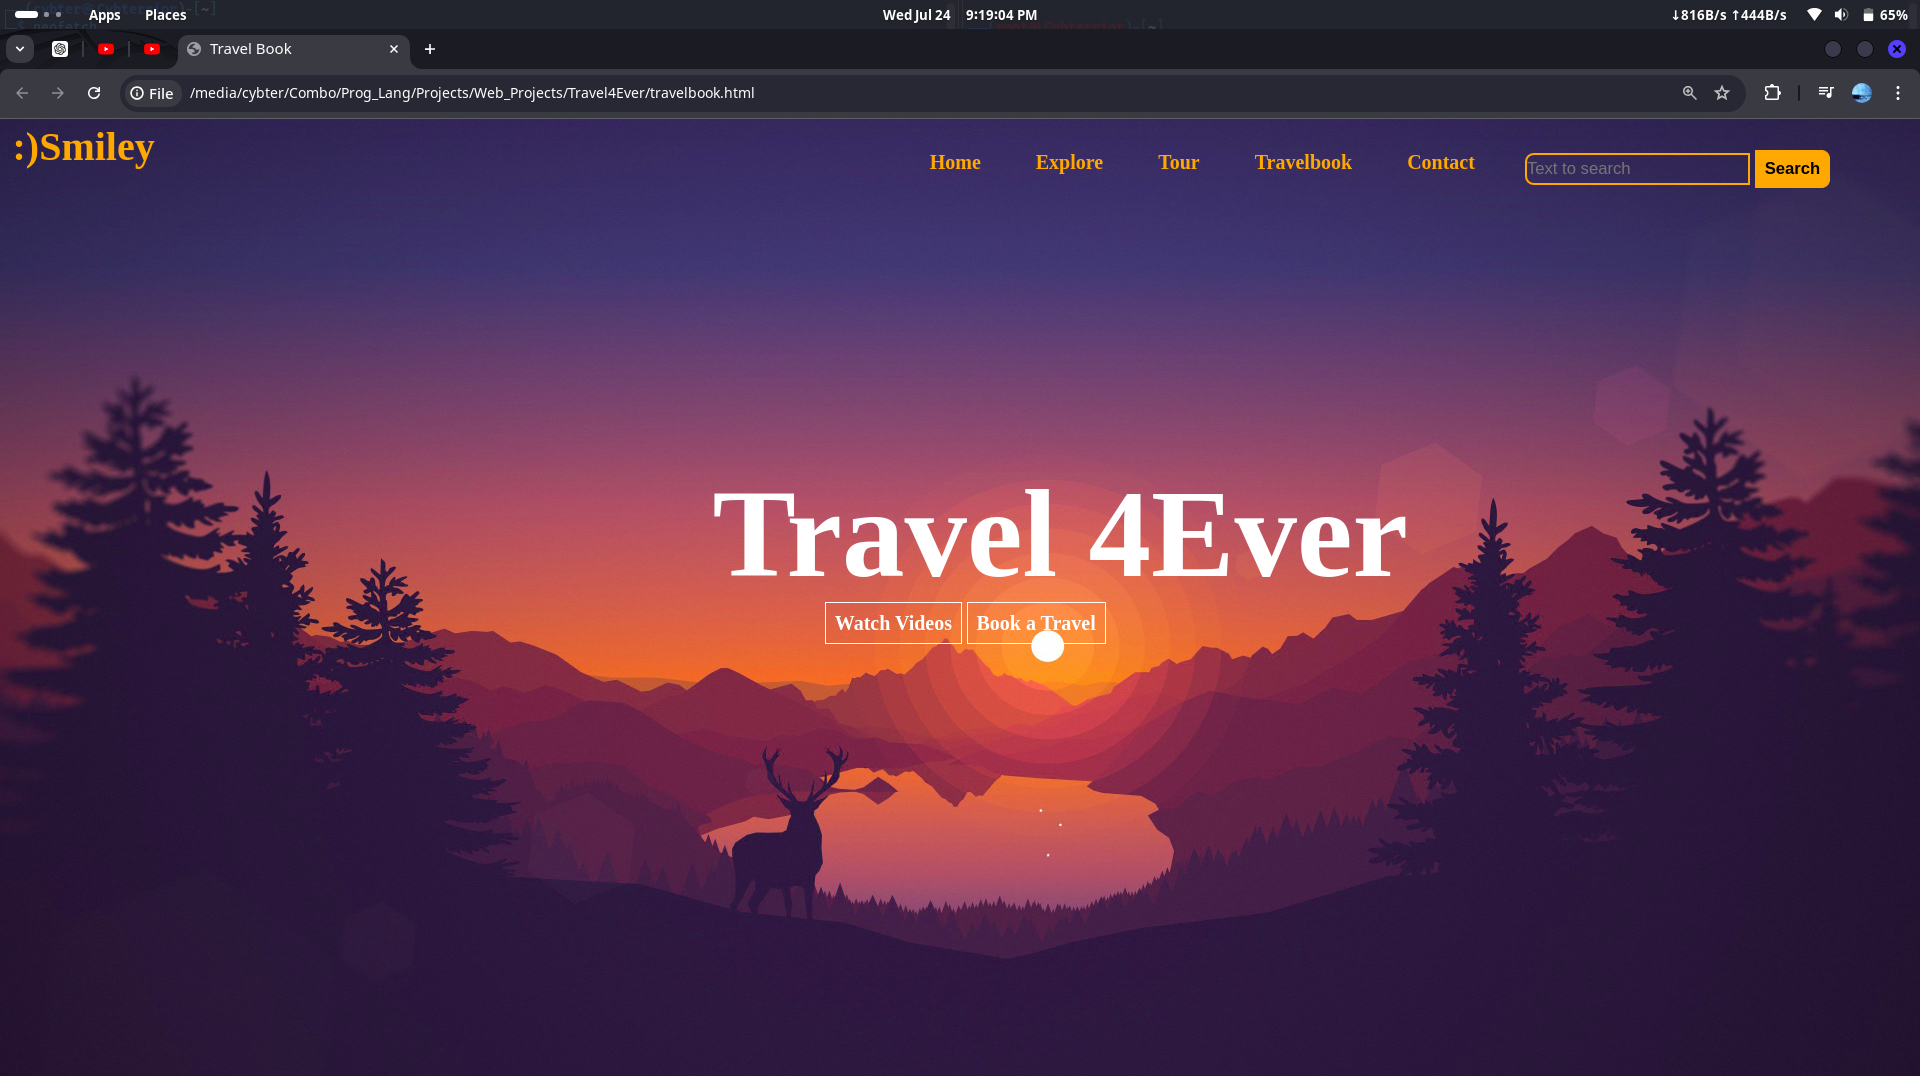 Apps Places Wed Jul 24 9:19:04 PM ↓816B/s ↑444B/s 65%
Travel Book
File /media/cybter/Combo/Prog_Lang/Projects/Web_Projects/Travel4Ever/travelbook.html
:)Smiley
Home Explore Tour Travelbook Contact Text to search Search
Travel 4Ever
Watch Videos Book a Travel